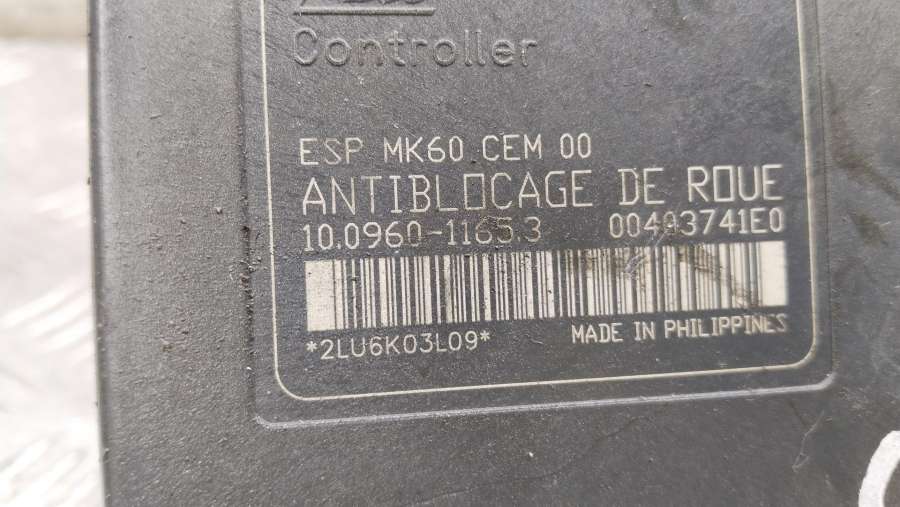 Controller
ESP MK60 CEM 00
ANTIBLOCAGE DE ROUE
10.0960-1165.3 00403741E0
*2LU6K03L09*
MADE IN PHILIPPINES